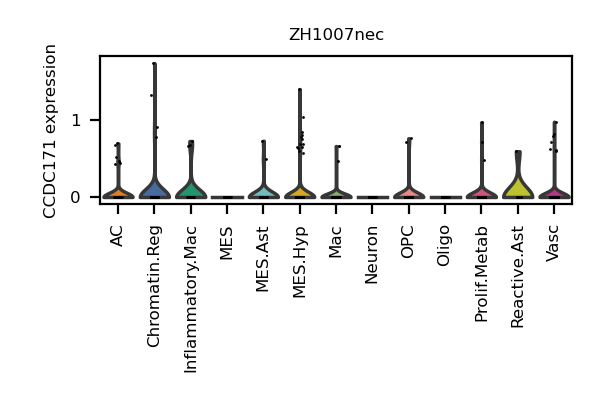 ZH1007nec
CCDC171 expression
1
0
AC
Chromatin.Reg
Inflammatory.Mac
MES
MES.Ast
MES.Hyp
Mac
Neuron
OPC
Oligo
Prolif.Metab
Reactive.Ast
Vasc